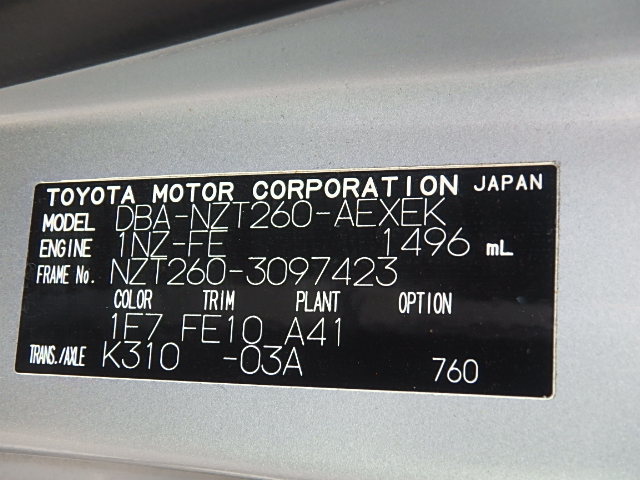 TOYOTA MOTOR CORPORATION JAPAN
MODEL DBA-NZT260-AEXEK
ENGINE 1NZ-FE 1496 mL
FRAME No. NZT260-3097423
COLOR TRIM PLANT OPTION
1E7 FE10 A41
TRANS./AXLE K310 -03A
760